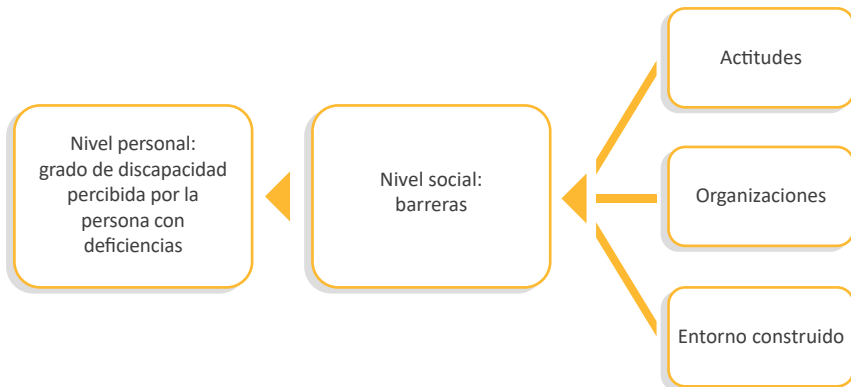 Nivel personal:
grado de discapacidad
percibida por la
persona con
deficiencias
Nivel social:
barreras
Actitudes
Organizaciones
Entorno construido